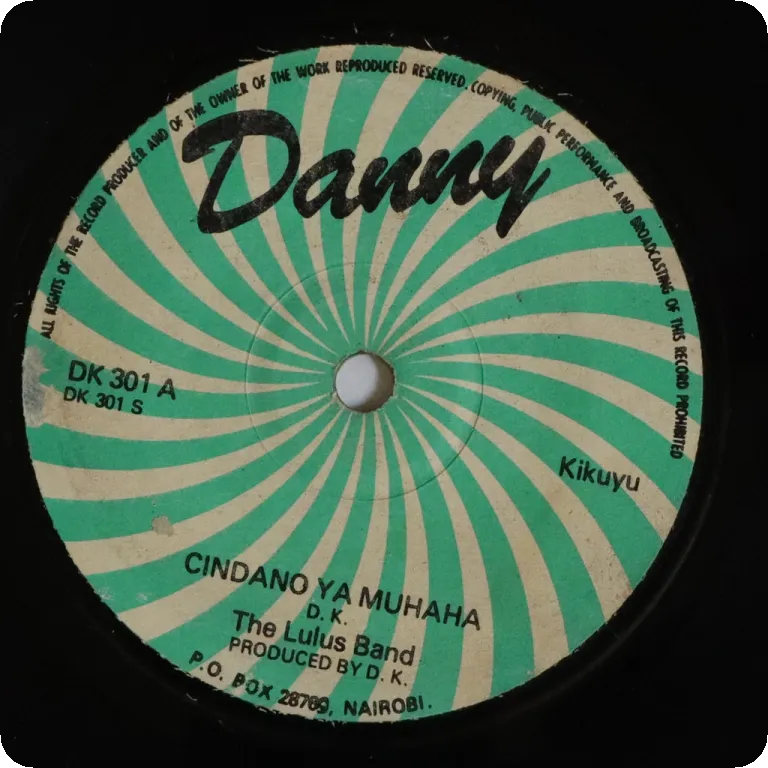 ALL RIGHTS OF THE RECORD PRODUCER AND OF THE OWNER OF THE WORK REPRODUCED RESERVED. COPYING, PUBLIC PERFORMANCE AND BROADCASTING OF THIS RECORD PROHIBITED
Danny
DK 301 A
DK 301 S
Kikuyu
CINDANO YA MUHAHA
D. K.
The Lulus Band
PRODUCED BY D. K.
P.O. BOX 28769, NAIROBI.